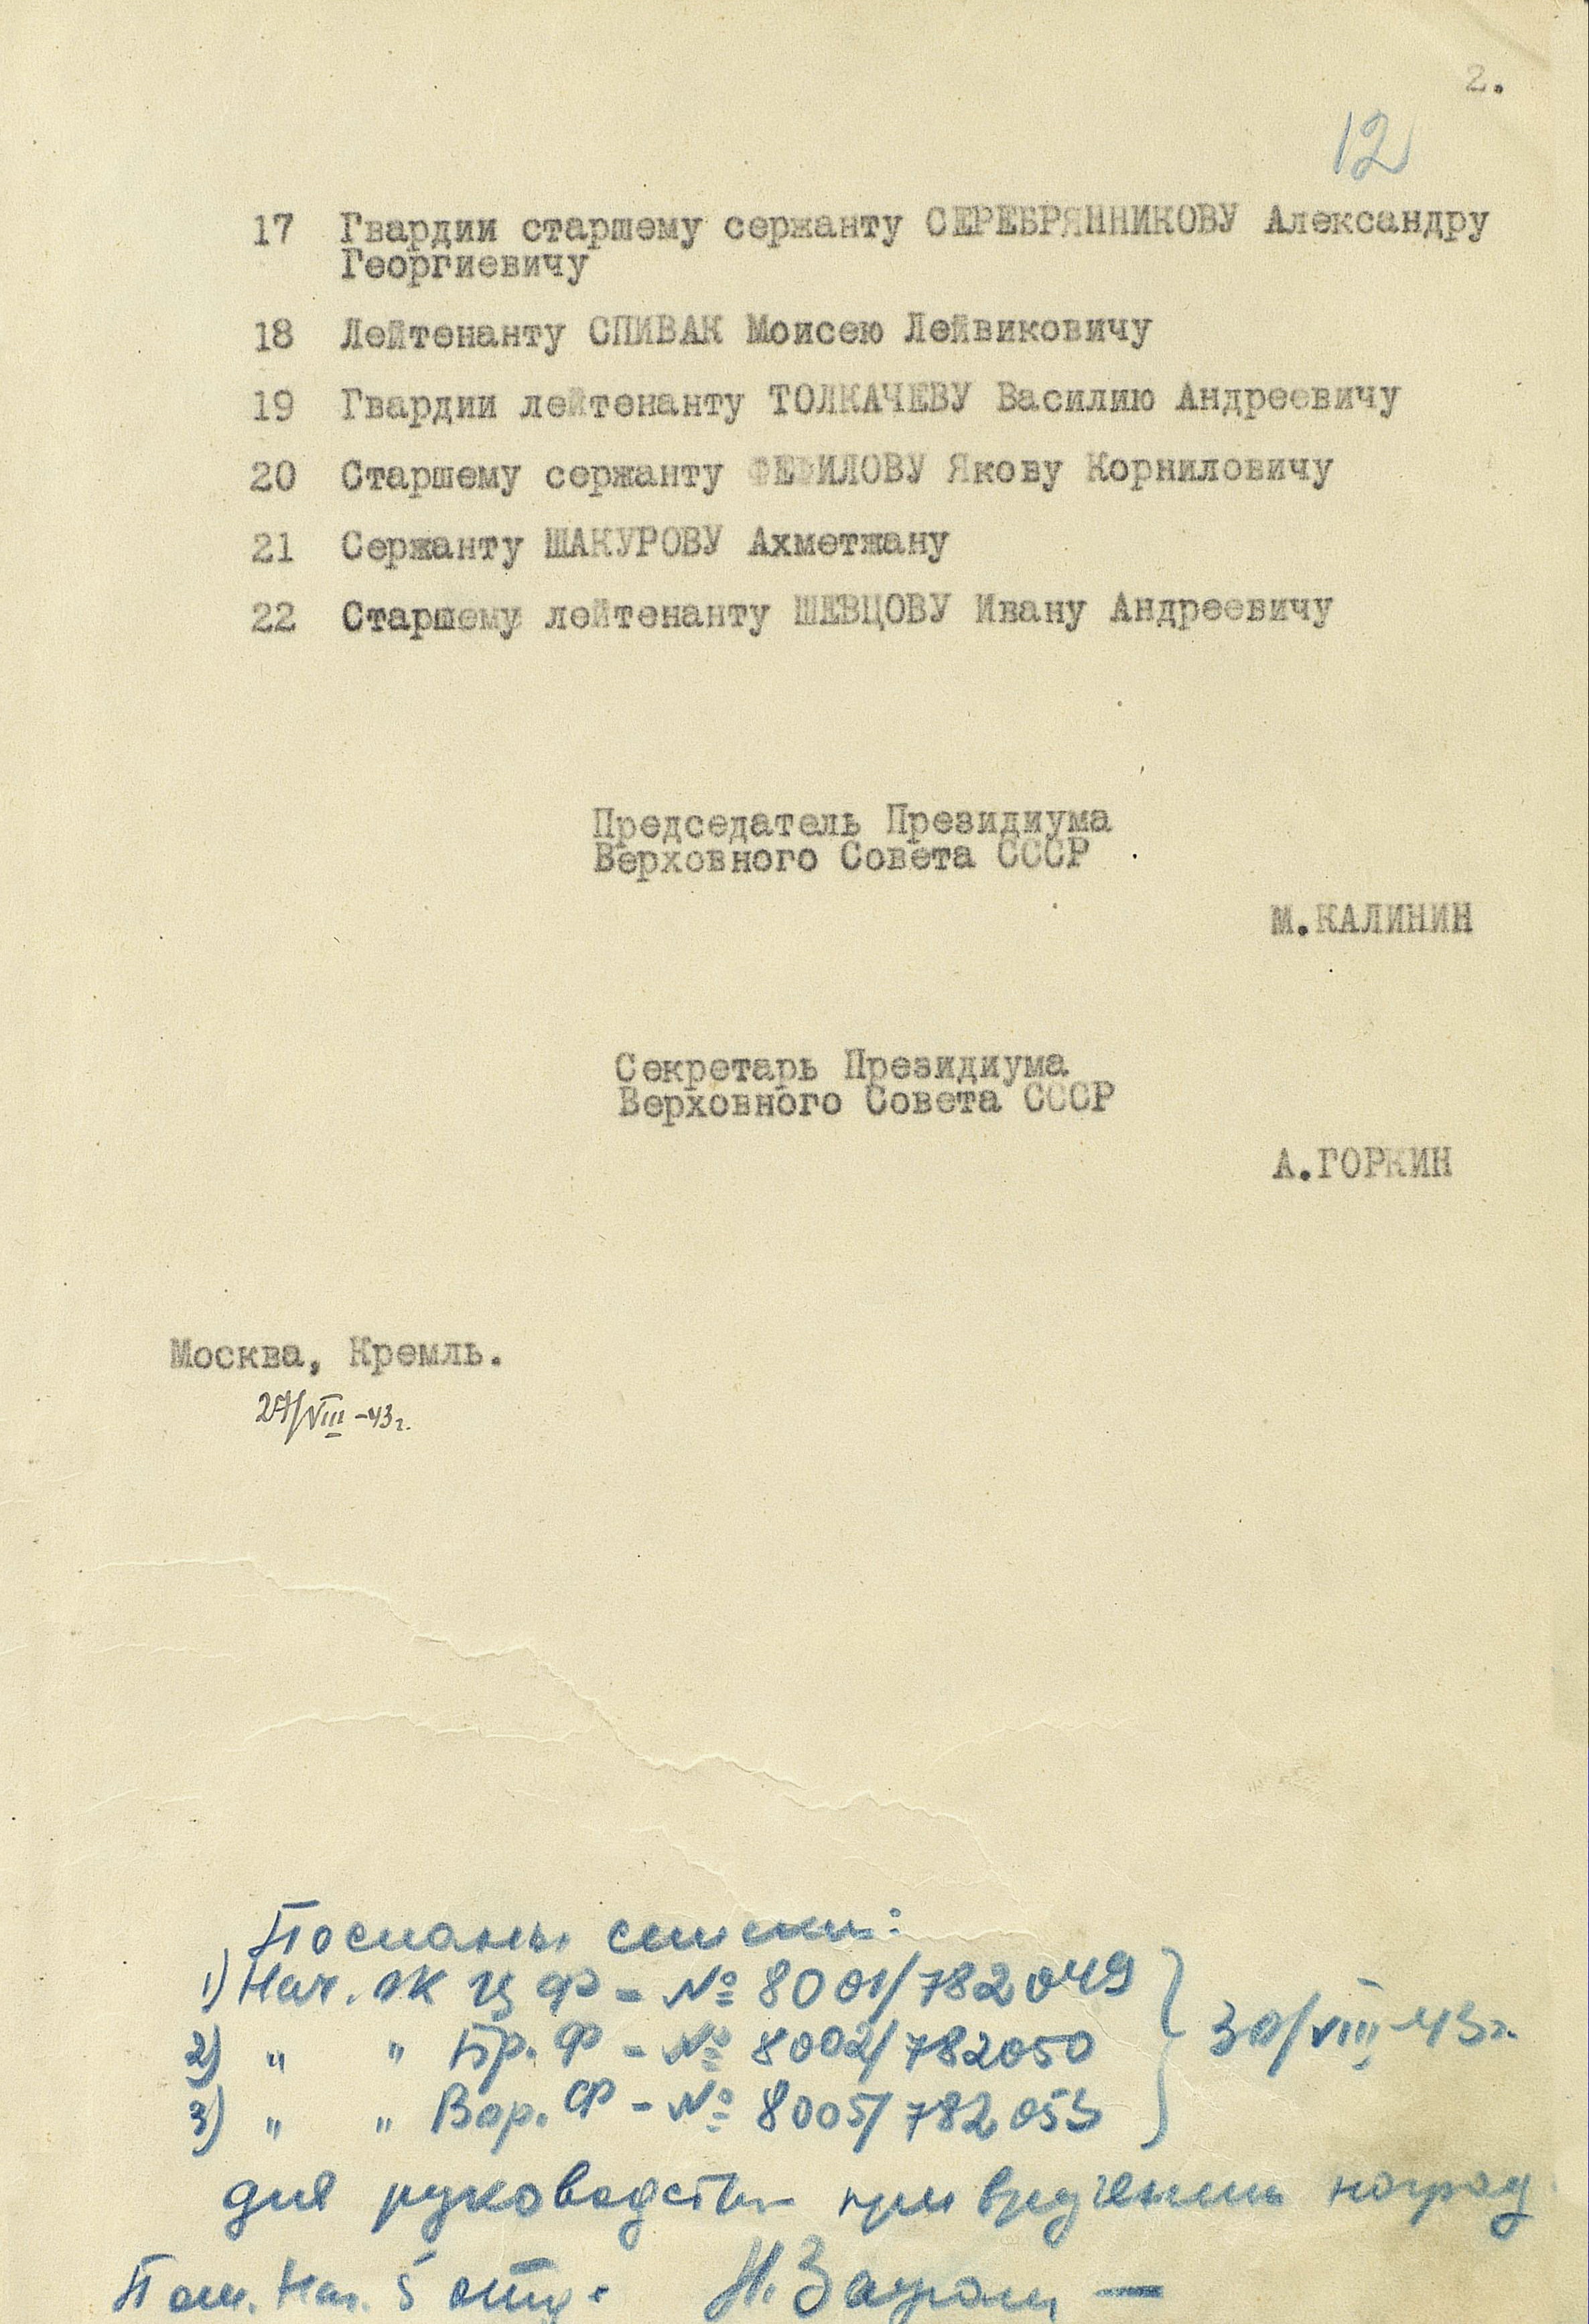 2.
12
17 Гвардии старшему сержанту СЕРЕБРЯННИКОВУ Александру
Георгиевичу
18 Лейтенанту СПИВАК Моисею Лейвиковичу
19 Гвардии лейтенанту ТОЛКАЧЕВУ Василию Андреевичу
20 Старшему сержанту ФЕФИЛОВУ Якову Корниловичу
21 Сержанту ШАКУРОВУ Ахметжану
22 Старшему лейтенанту ШЕВЦОВУ Ивану Андреевичу
Председатель Президиума
Верховного Совета СССР
М.КАЛИНИН
Секретарь Президиума
Верховного Совета СССР
А.ГОРКИН
Москва, Кремль.
27/VIII-43г.
Посланы списки:
1) Нач. ОК ЦФ - № 8001/782049
2) " " Бр. Ф - № 8002/782050
3) " " Вор. Ф - № 8005/782053
} 30/VIII-43г.
для руководства при вручении наград.
Пом. Нач. 5 отд.